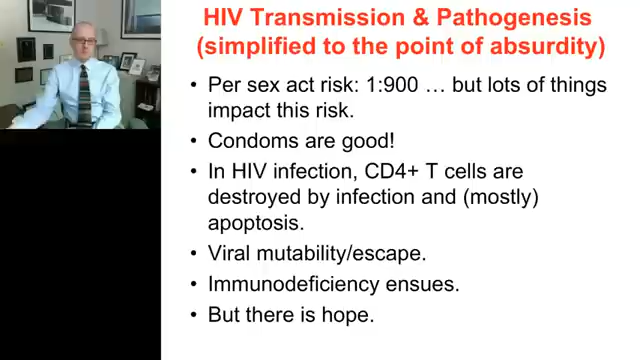 HIV Transmission & Pathogenesis
(simplified to the point of absurdity)
• Per sex act risk: 1:900 … but lots of things
impact this risk.
• Condoms are good!
• In HIV infection, CD4+ T cells are
destroyed by infection and (mostly)
apoptosis.
• Viral mutability/escape.
• Immunodeficiency ensues.
• But there is hope.